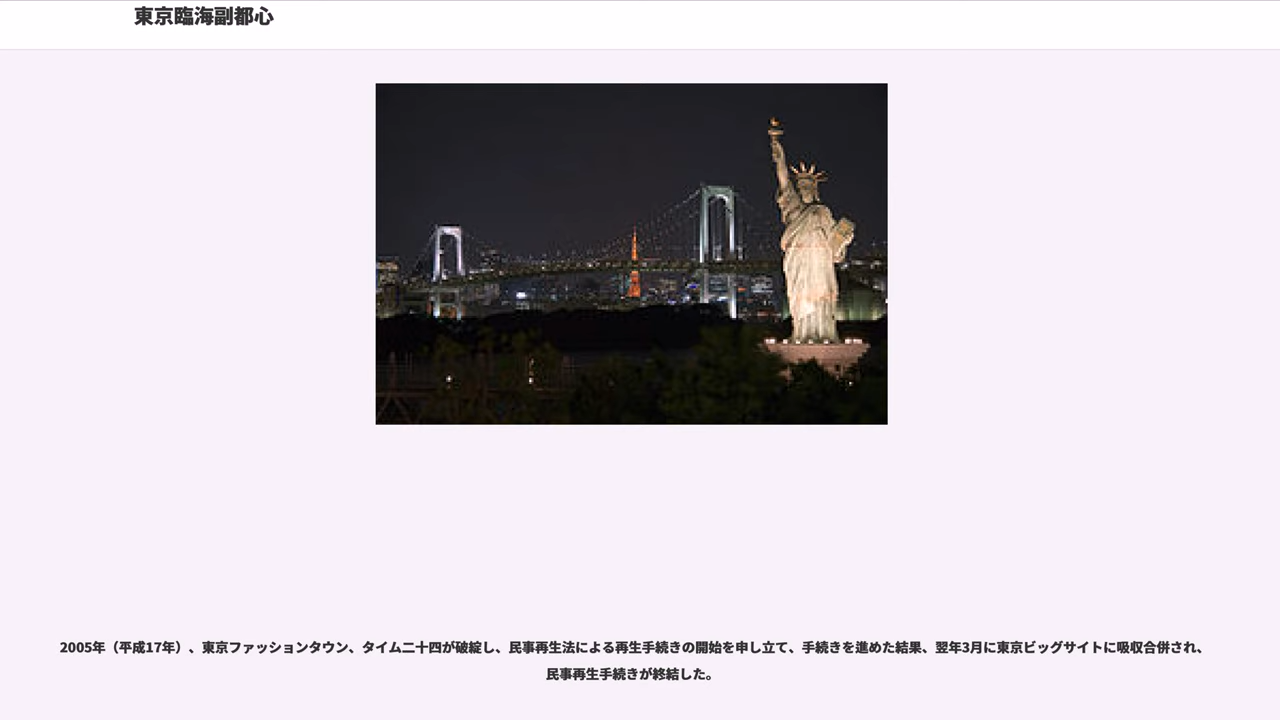 東京臨海副都心
2005年（平成17年）、東京ファッションタウン、タイム二十四が破綻し、民事再生法による再生手続きの開始を申し立て、手続きを進めた結果、翌年3月に東京ビッグサイトに吸収合併され、
民事再生手続きが終結した。